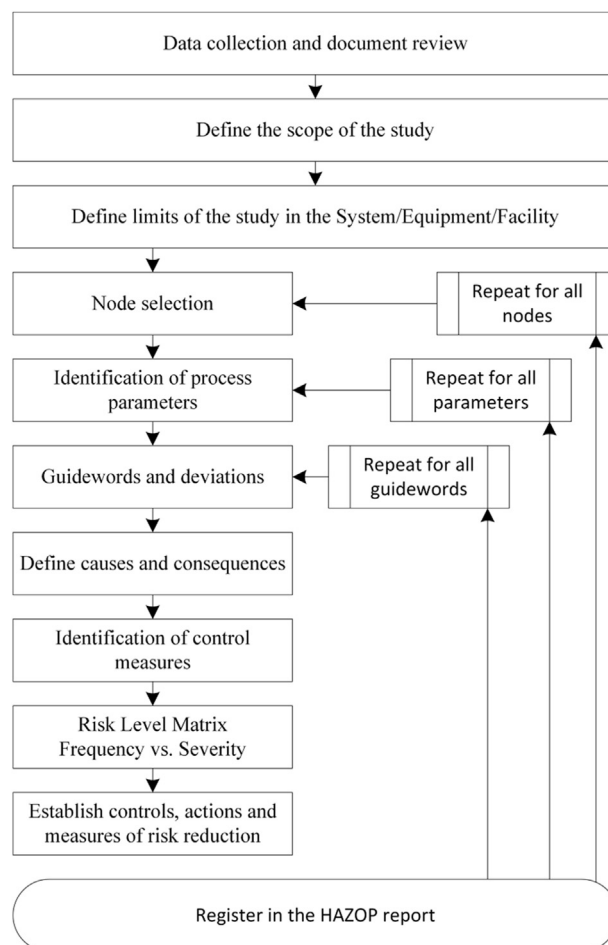 Data collection and document review
Define the scope of the study
Define limits of the study in the System/Equipment/Facility
Node selection
Repeat for all
nodes
Identification of process
parameters
Repeat for all
parameters
Guidewords and deviations
Repeat for all
guidewords
Define causes and consequences
Identification of control
measures
Risk Level Matrix
Frequency vs. Severity
Establish controls, actions and
measures of risk reduction
Register in the HAZOP report